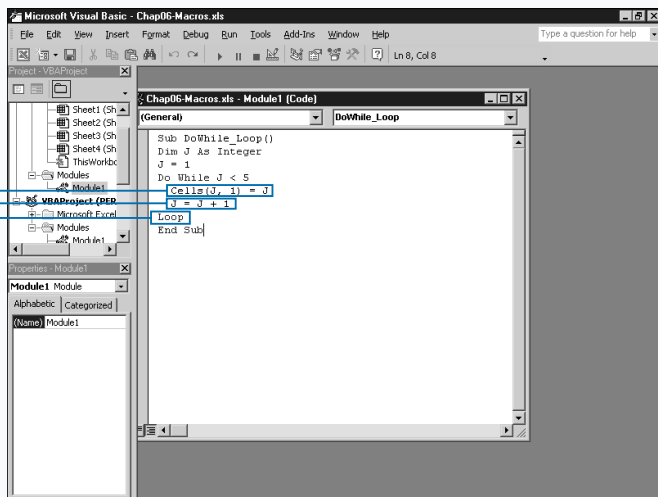 Microsoft Visual Basic - Chap06-Macros.xls
File Edit View Insert Format Debug Run Tools Add-Ins Window Help
Type a question for help
Ln 8, Col 8
Project - VBAProject
Sheet1 (Sh
Sheet2 (Sh
Sheet3 (Sh
Sheet4 (Sh
ThisWorkbo
Modules
Module1
VBAProject (PER
Microsoft Excel
Modules
Module1
Chap06-Macros.xls - Module1 (Code)
(General)
DoWhile_Loop
Sub DoWhile_Loop()
Dim J As Integer
J = 1
Do While J < 5
Cells(J, 1) = J
J = J + 1
Loop
End Sub
Properties - Module1
Module1 Module
Alphabetic Categorized
(Name) Module1